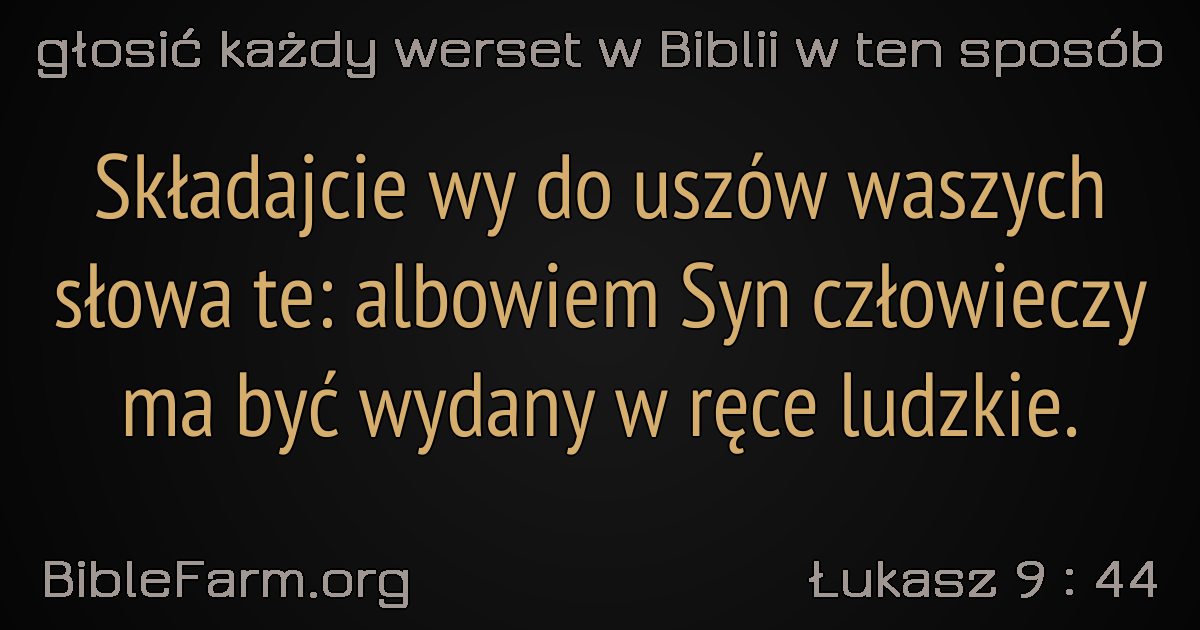 głosić każdy werset w Biblii w ten sposób
Składajcie wy do uszów waszych
słowa te: albowiem Syn człowieczy
ma być wydany w ręce ludzkie.
BibleFarm.org
Łukasz 9 : 44